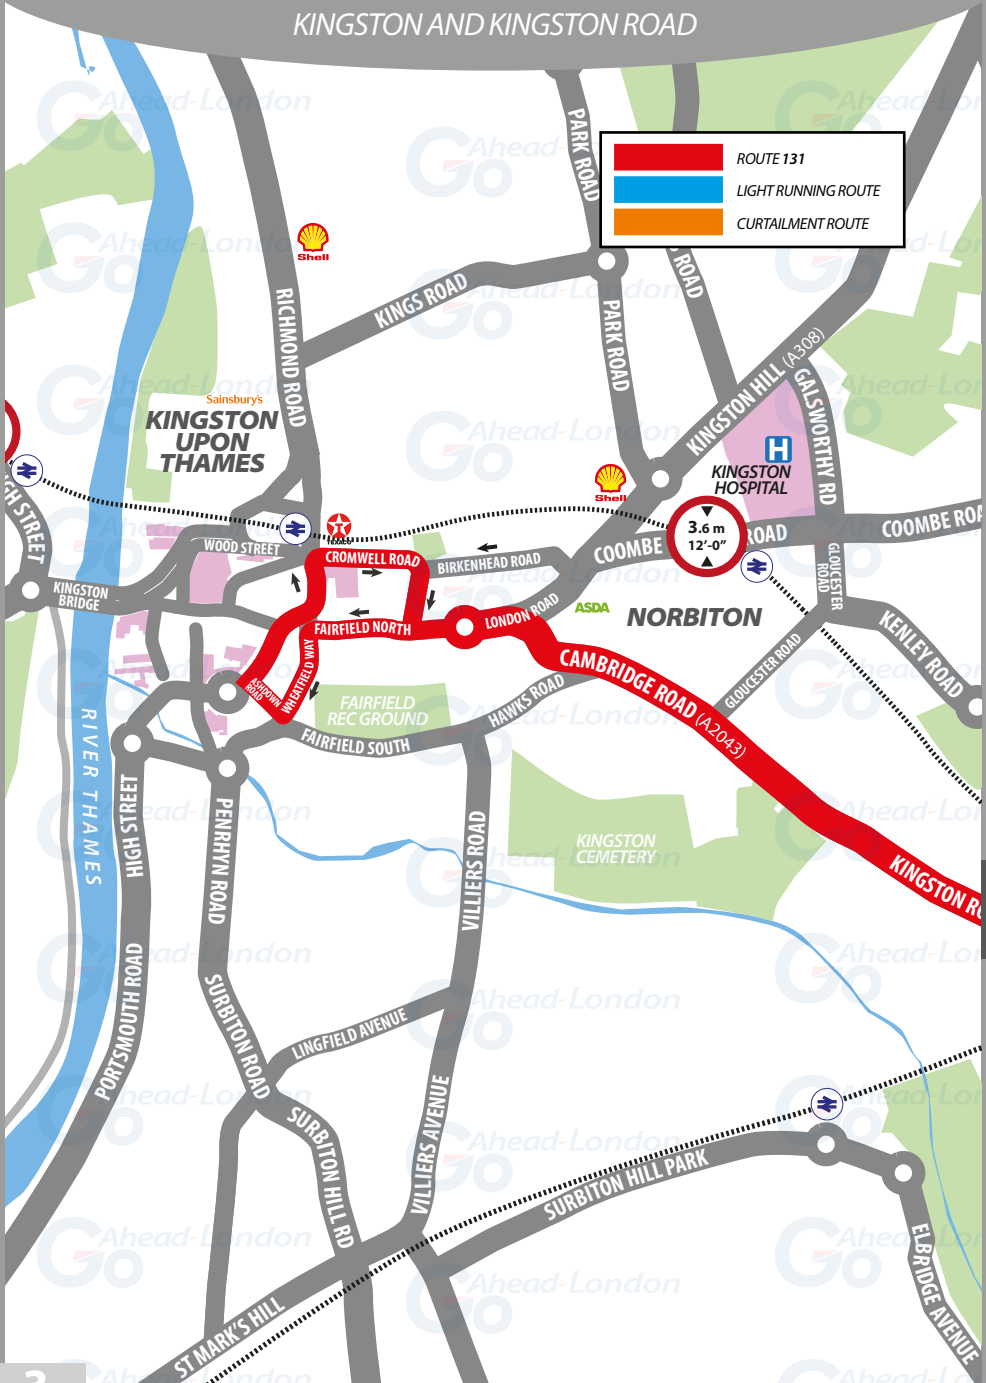 KINGSTON AND KINGSTON ROAD
ROUTE 131
LIGHT RUNNING ROUTE
CURTAILMENT ROUTE
PARK ROAD
ROAD
Shell
KINGS ROAD
RICHMOND ROAD
PARK ROAD
KINGSTON HILL (A308)
GALSWORTHY RD
Sainsbury's
KINGSTON
UPON
THAMES
H
KINGSTON
HOSPITAL
Shell
HIGH STREET
TEXACO
WOOD STREET
CROMWELL ROAD
BIRKENHEAD ROAD
COOMBE
3.6 m
12'-0"
ROAD
COOMBE ROA
GLOUCESTER
ROAD
KINGSTON
BRIDGE
FAIRFIELD NORTH
LONDON ROAD
ASDA
NORBITON
KENLEY ROAD
CAMBRIDGE ROAD (A2043)
GLOUCESTER ROAD
ASHDOWN
ROAD
WHEATFIELD WAY
FAIRFIELD
REC GROUND
HAWKS ROAD
FAIRFIELD SOUTH
RIVER THAMES
HIGH STREET
PENRHYN ROAD
VILLIERS ROAD
KINGSTON
CEMETERY
KINGSTON RO
PORTSMOUTH ROAD
SURBITON ROAD
LINGFIELD AVENUE
SURBITON HILL RD
VILLIERS AVENUE
SURBITON HILL PARK
ELBRIDGE AVENUE
ST MARK'S HILL
Go Ahead-London